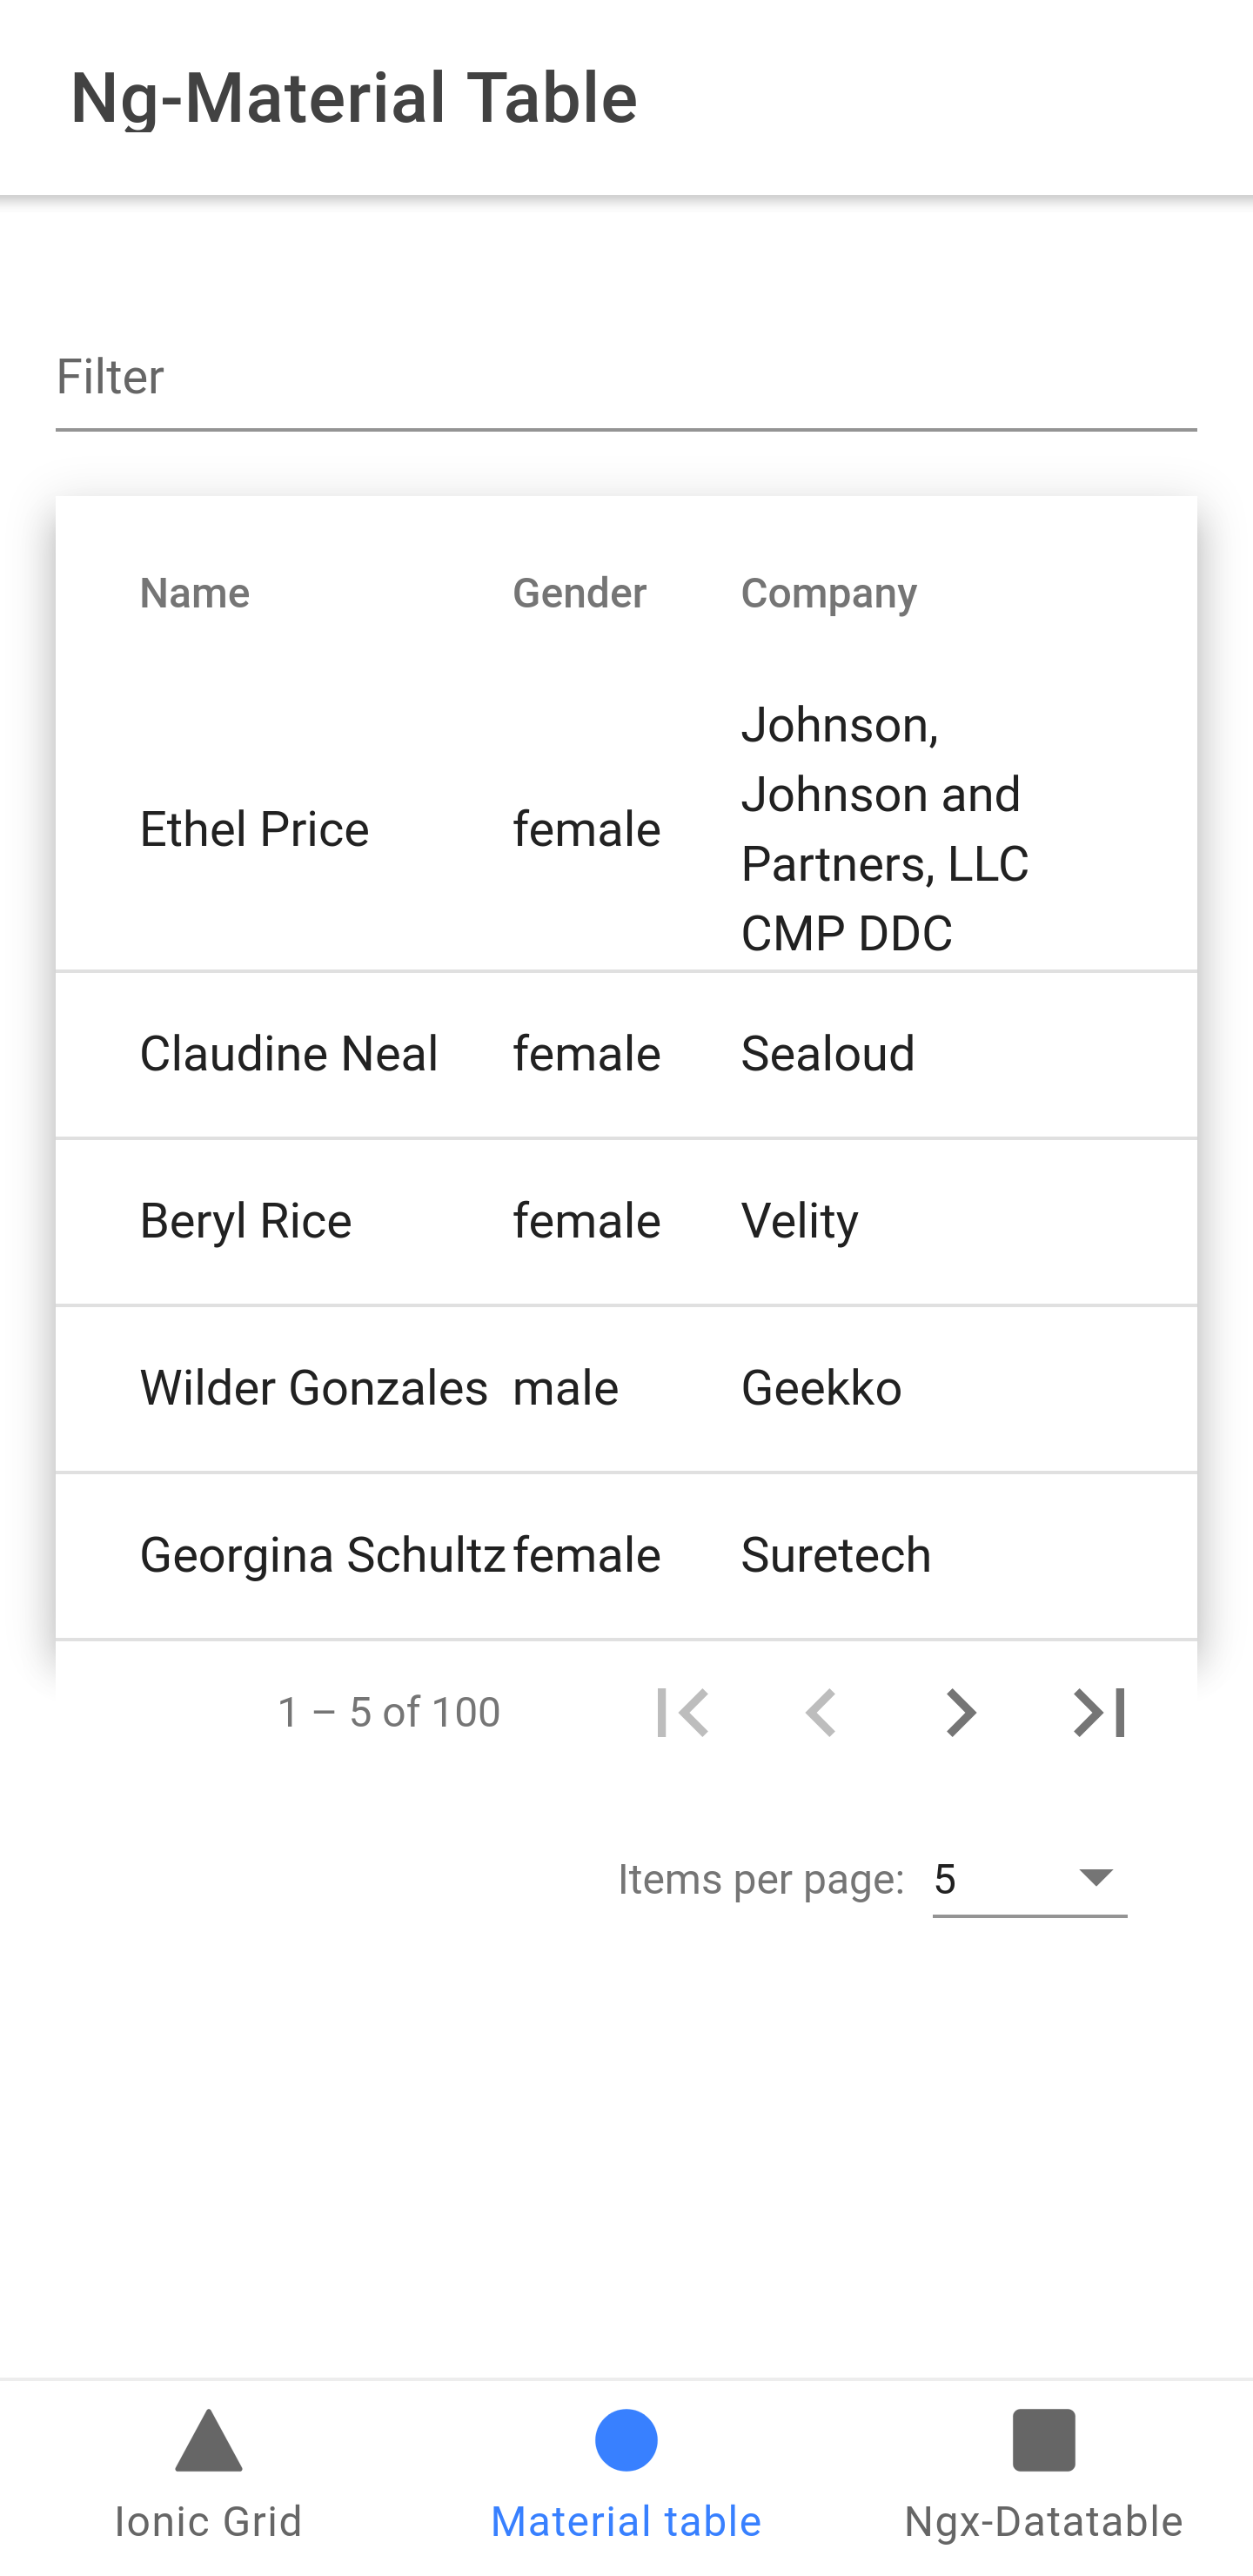 Ng-Material Table
Filter
Name Gender Company
Ethel Price female Johnson,
Johnson and
Partners, LLC
CMP DDC
Claudine Neal female Sealoud
Beryl Rice female Velity
Wilder Gonzales male Geekko
Georgina Schultz female Suretech
1 – 5 of 100
Items per page: 5
Ionic Grid Material table Ngx-Datatable